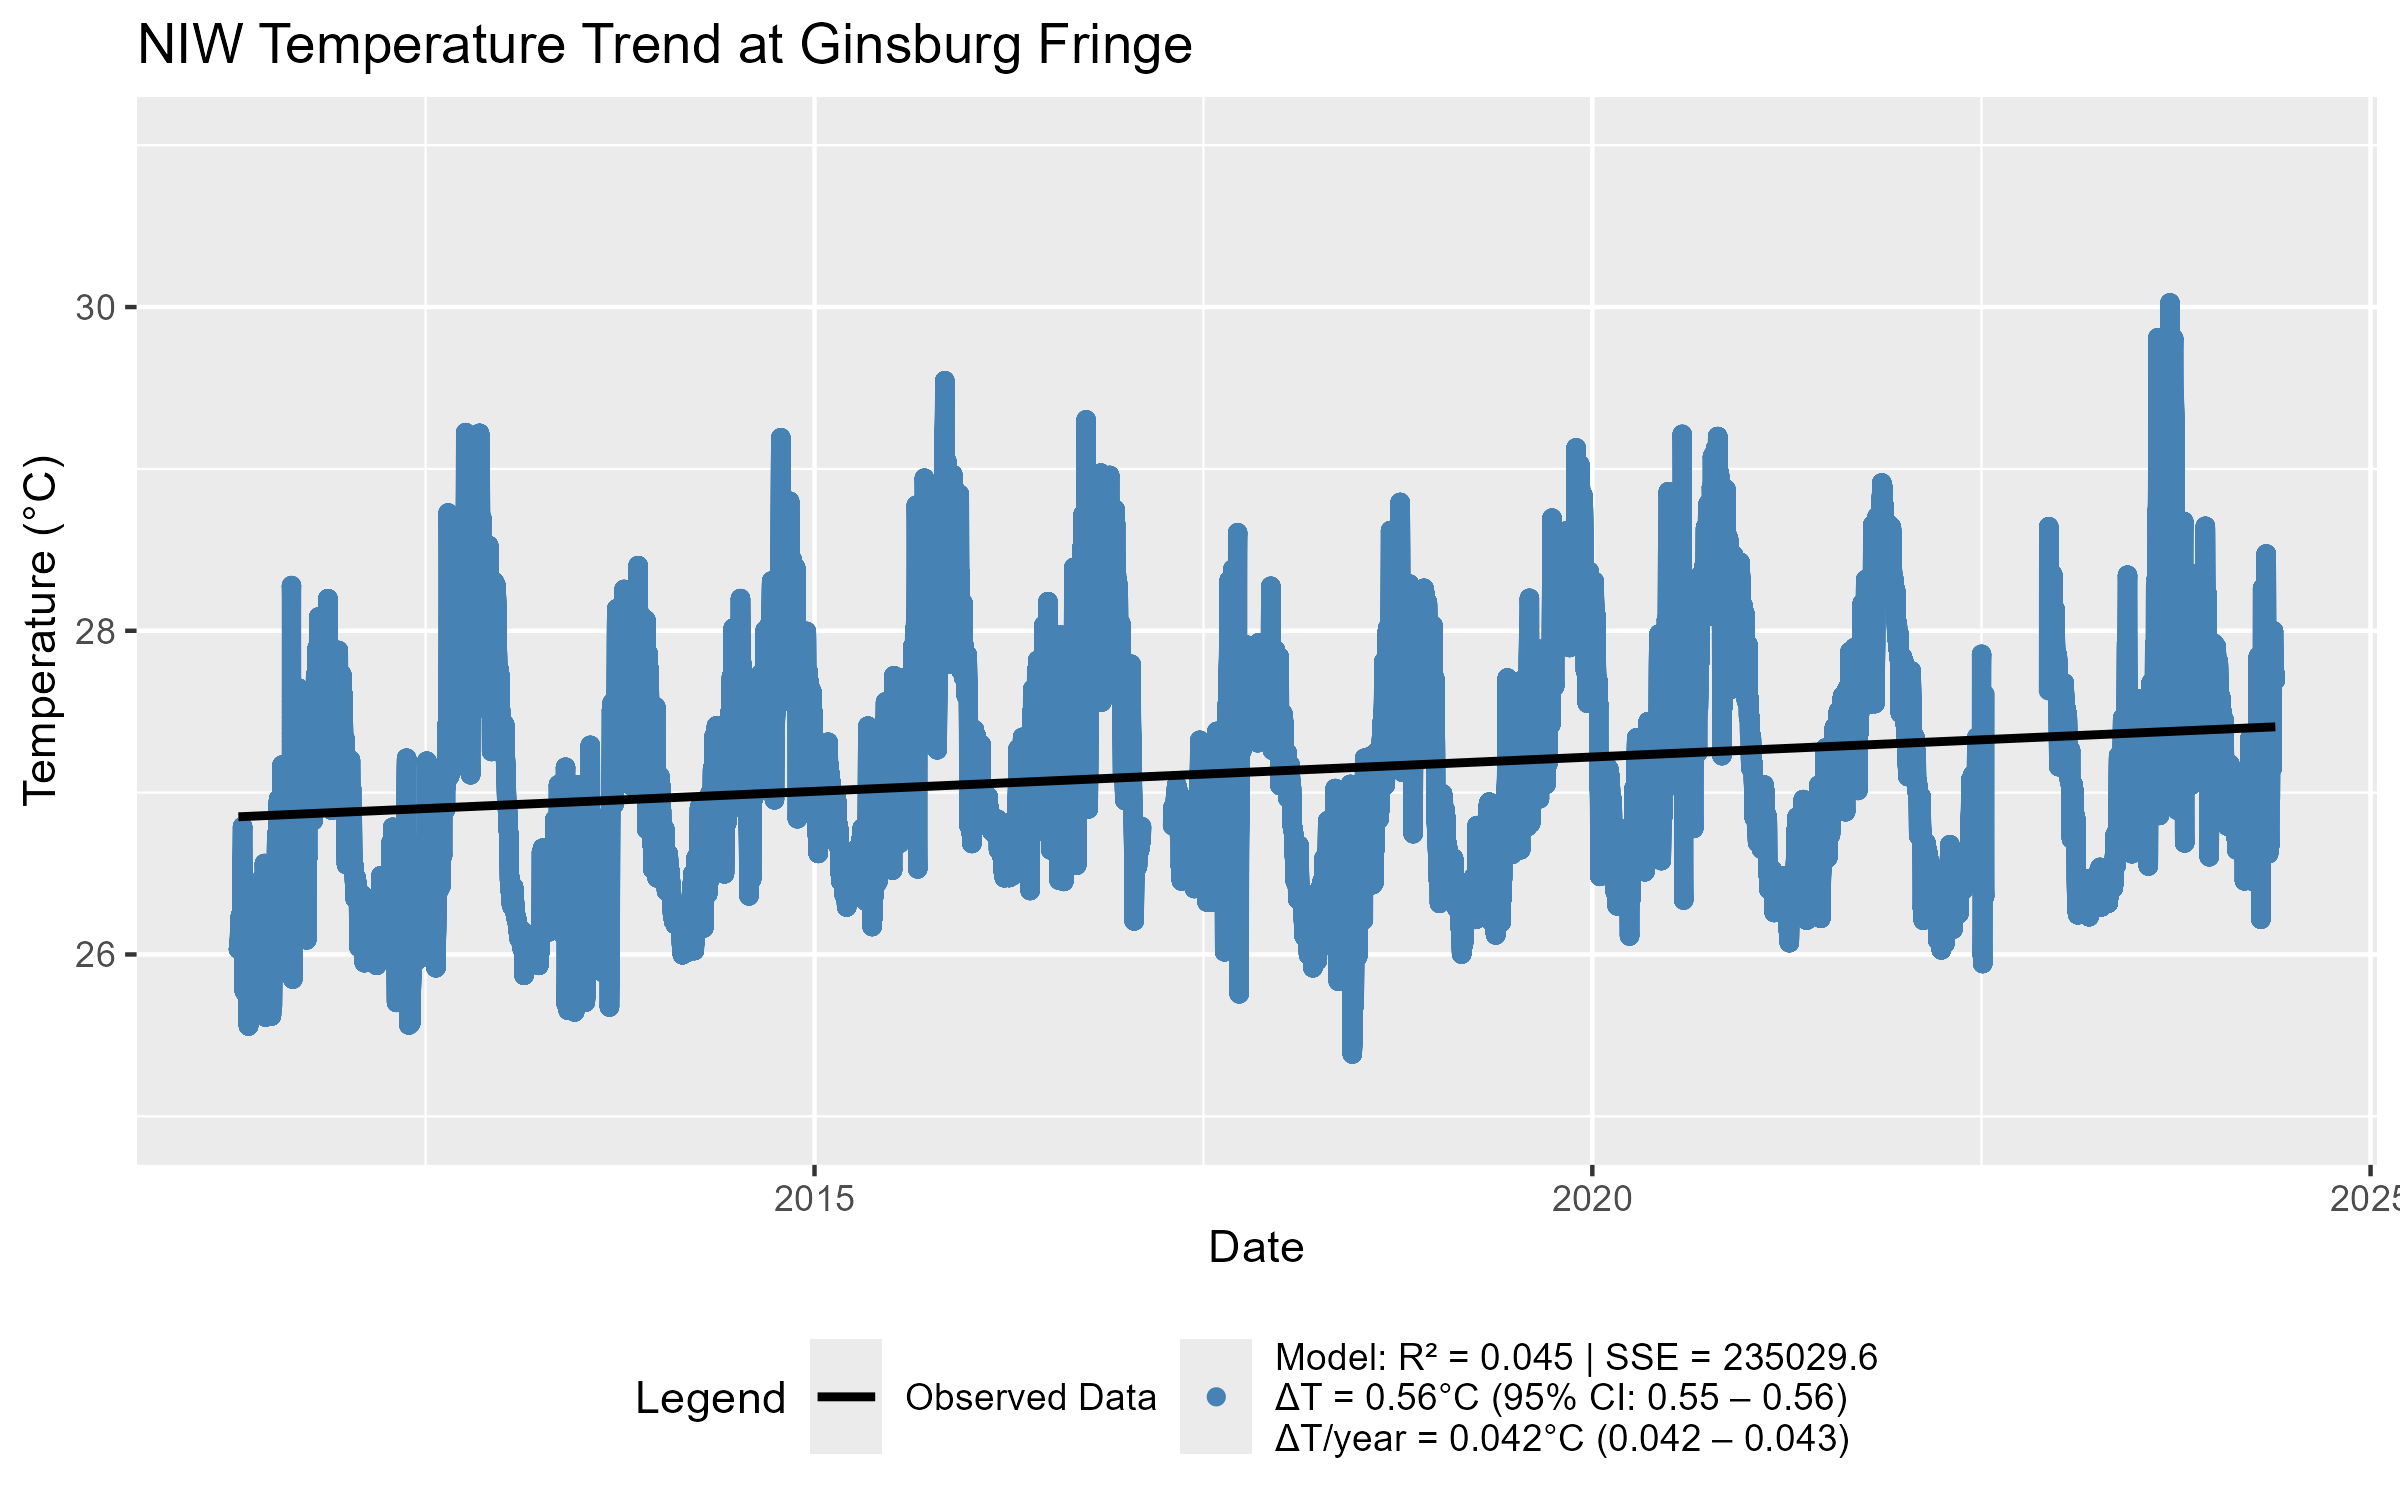 NIW Temperature Trend at Ginsburg Fringe
Temperature (°C)
30
28
26
2015
2020
2025
Date
Legend
Observed Data
Model: R² = 0.045 | SSE = 235029.6
ΔT = 0.56°C (95% CI: 0.55 – 0.56)
ΔT/year = 0.042°C (0.042 – 0.043)